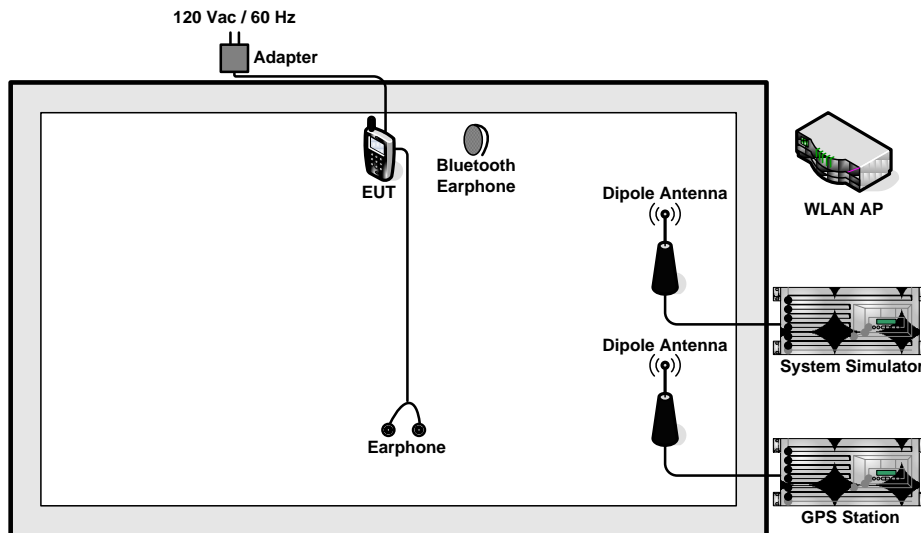 120 Vac / 60 Hz
Adapter
EUT
Bluetooth
Earphone
Dipole Antenna
WLAN AP
Dipole Antenna
System Simulator
Earphone
GPS Station